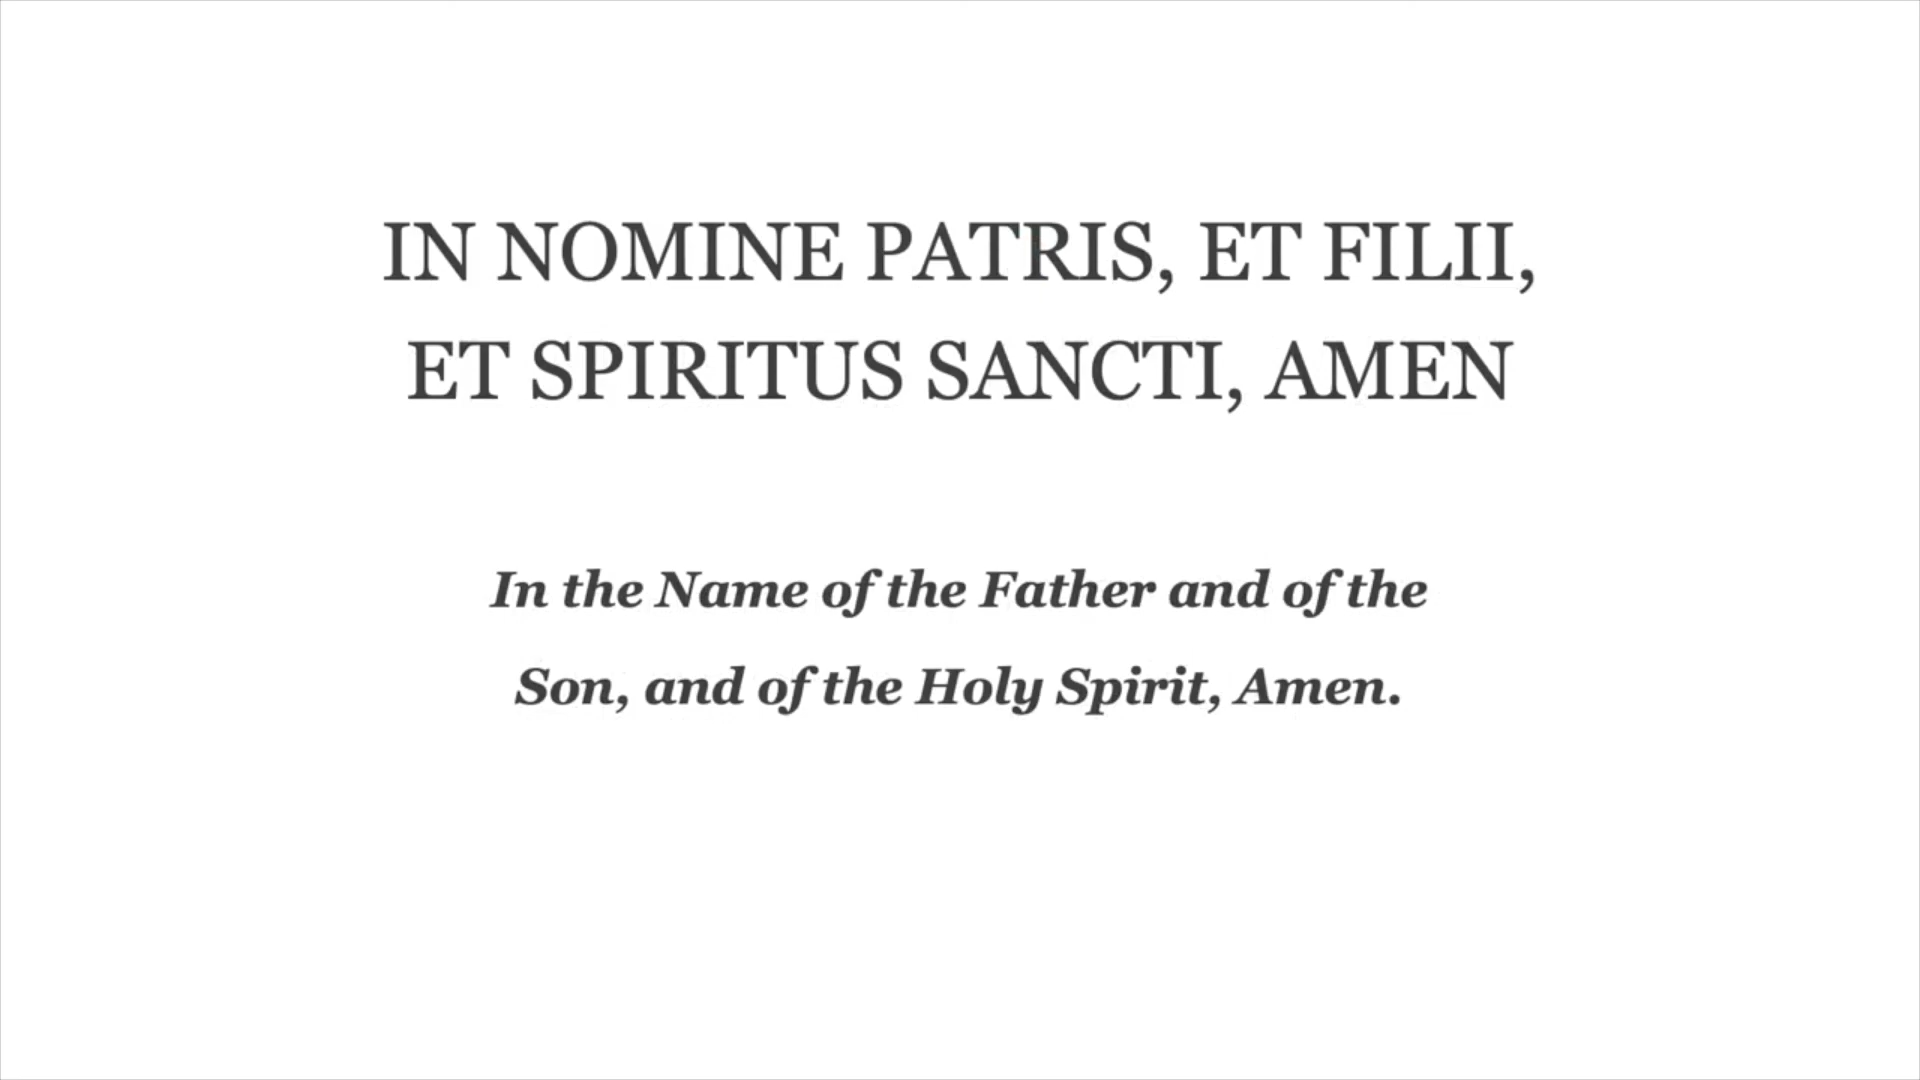 IN NOMINE PATRIS, ET FILII,
ET SPIRITUS SANCTI, AMEN
In the Name of the Father and of the
Son, and of the Holy Spirit, Amen.